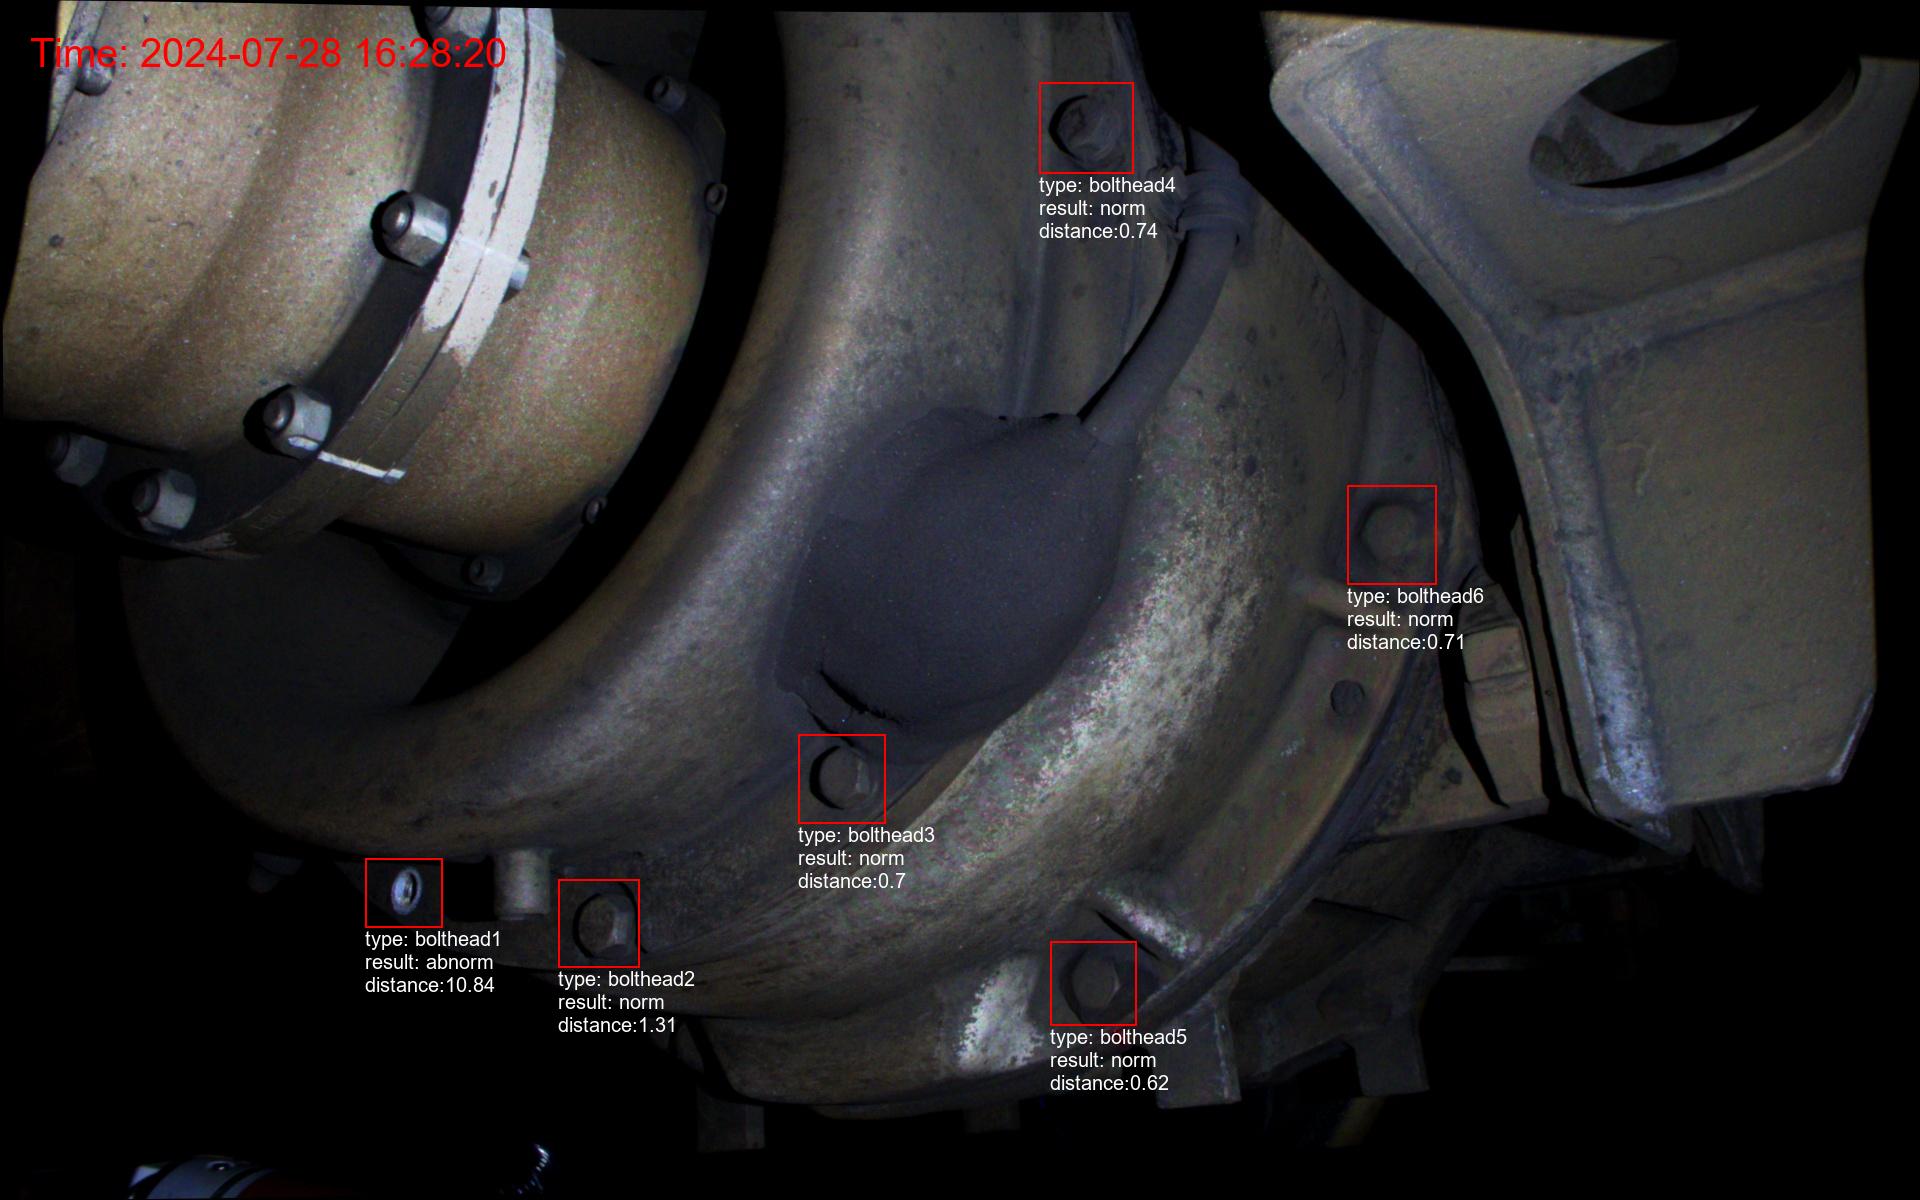 Time: 2024-07-28 16:28:20
type: bolthead4
result: norm
distance:0.74
type: bolthead6
result: norm
distance:0.71
type: bolthead3
result: norm
distance:0.7
type: bolthead1
result: abnorm
distance:10.84
type: bolthead2
result: norm
distance:1.31
type: bolthead5
result: norm
distance:0.62